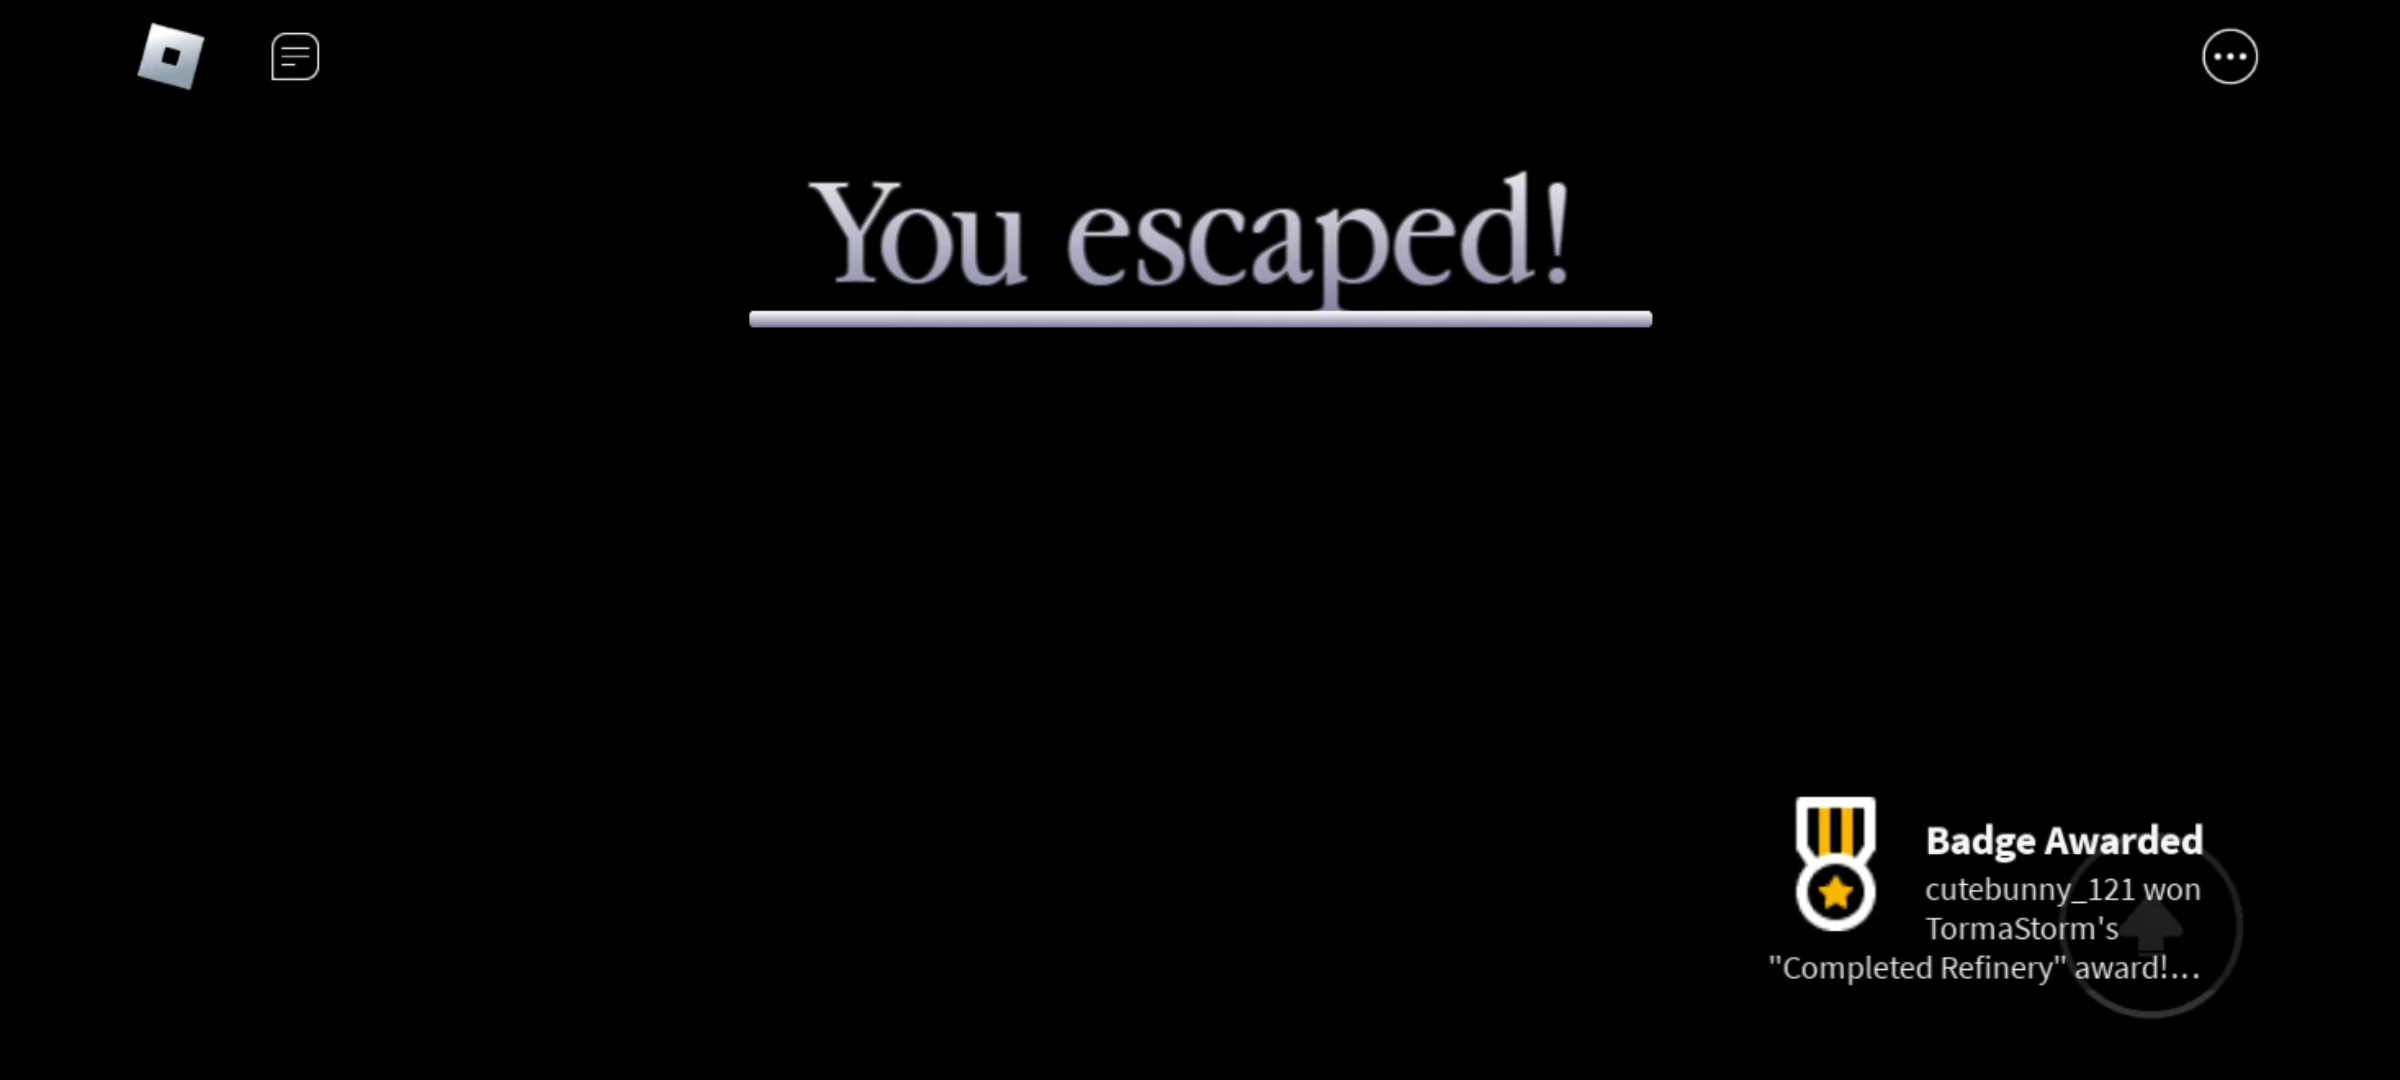 You escaped!
Badge Awarded
cutebunny_121 won
TormaStorm's
"Completed Refinery" award!...